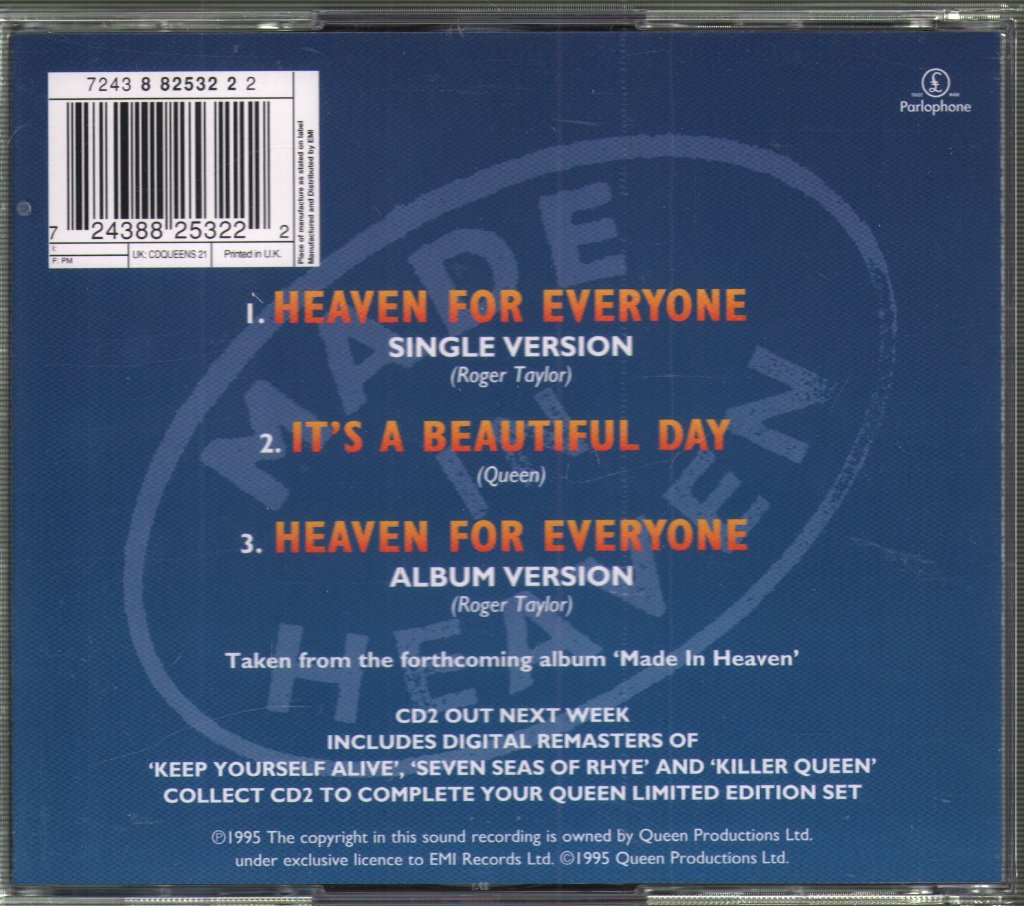 7243 8 82532 2 2
7 24388 25322 2
I:
F: PM
UK: CDQUEENS 21
Printed in U.K.
Place of manufacture as stated on label
Manufactured and Distributed by EMI
£
TRADE MARK
Parlophone
MADE
IN
HEAVEN
1. HEAVEN FOR EVERYONE
SINGLE VERSION
(Roger Taylor)
2. IT'S A BEAUTIFUL DAY
(Queen)
3. HEAVEN FOR EVERYONE
ALBUM VERSION
(Roger Taylor)
Taken from the forthcoming album ‘Made In Heaven’
CD2 OUT NEXT WEEK
INCLUDES DIGITAL REMASTERS OF
‘KEEP YOURSELF ALIVE’, ‘SEVEN SEAS OF RHYE’ AND ‘KILLER QUEEN’
COLLECT CD2 TO COMPLETE YOUR QUEEN LIMITED EDITION SET
℗1995 The copyright in this sound recording is owned by Queen Productions Ltd.
under exclusive licence to EMI Records Ltd. ©1995 Queen Productions Ltd.